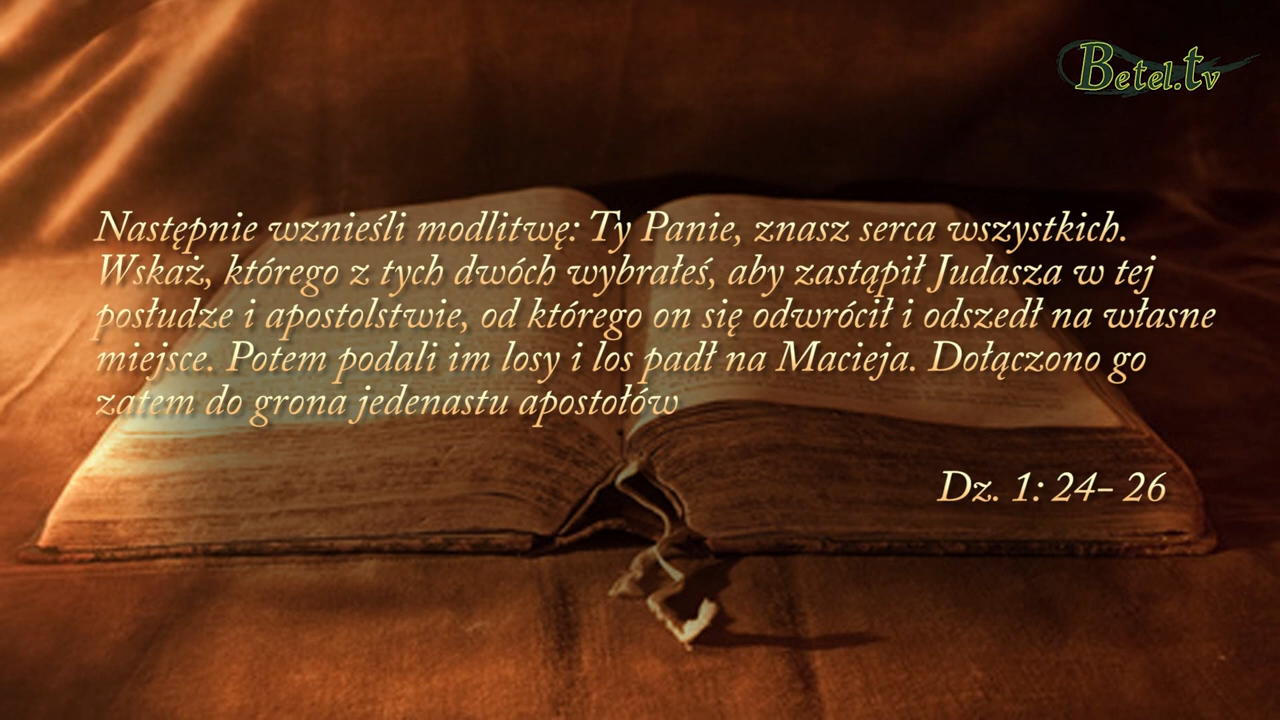 Betel.tv
Następnie wznieśli modlitwę: Ty Panie, znasz serca wszystkich.
Wskaż, którego z tych dwóch wybrałeś, aby zastąpił Judasza w tej
posłudze i apostolstwie, od którego on się odwrócił i odszedł na własne
miejsce. Potem podali im losy i los padł na Macieja. Dołączono go
zatem do grona jedenastu apostołów
Dz. 1: 24- 26